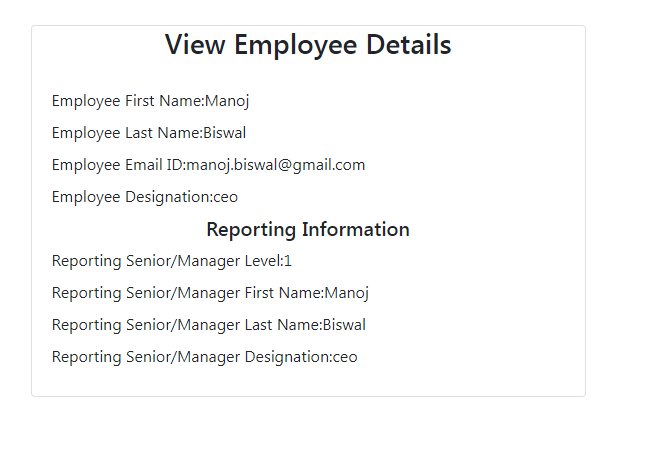 View Employee Details
Employee First Name:Manoj
Employee Last Name:Biswal
Employee Email ID:manoj.biswal@gmail.com
Employee Designation:ceo
Reporting Information
Reporting Senior/Manager Level:1
Reporting Senior/Manager First Name:Manoj
Reporting Senior/Manager Last Name:Biswal
Reporting Senior/Manager Designation:ceo